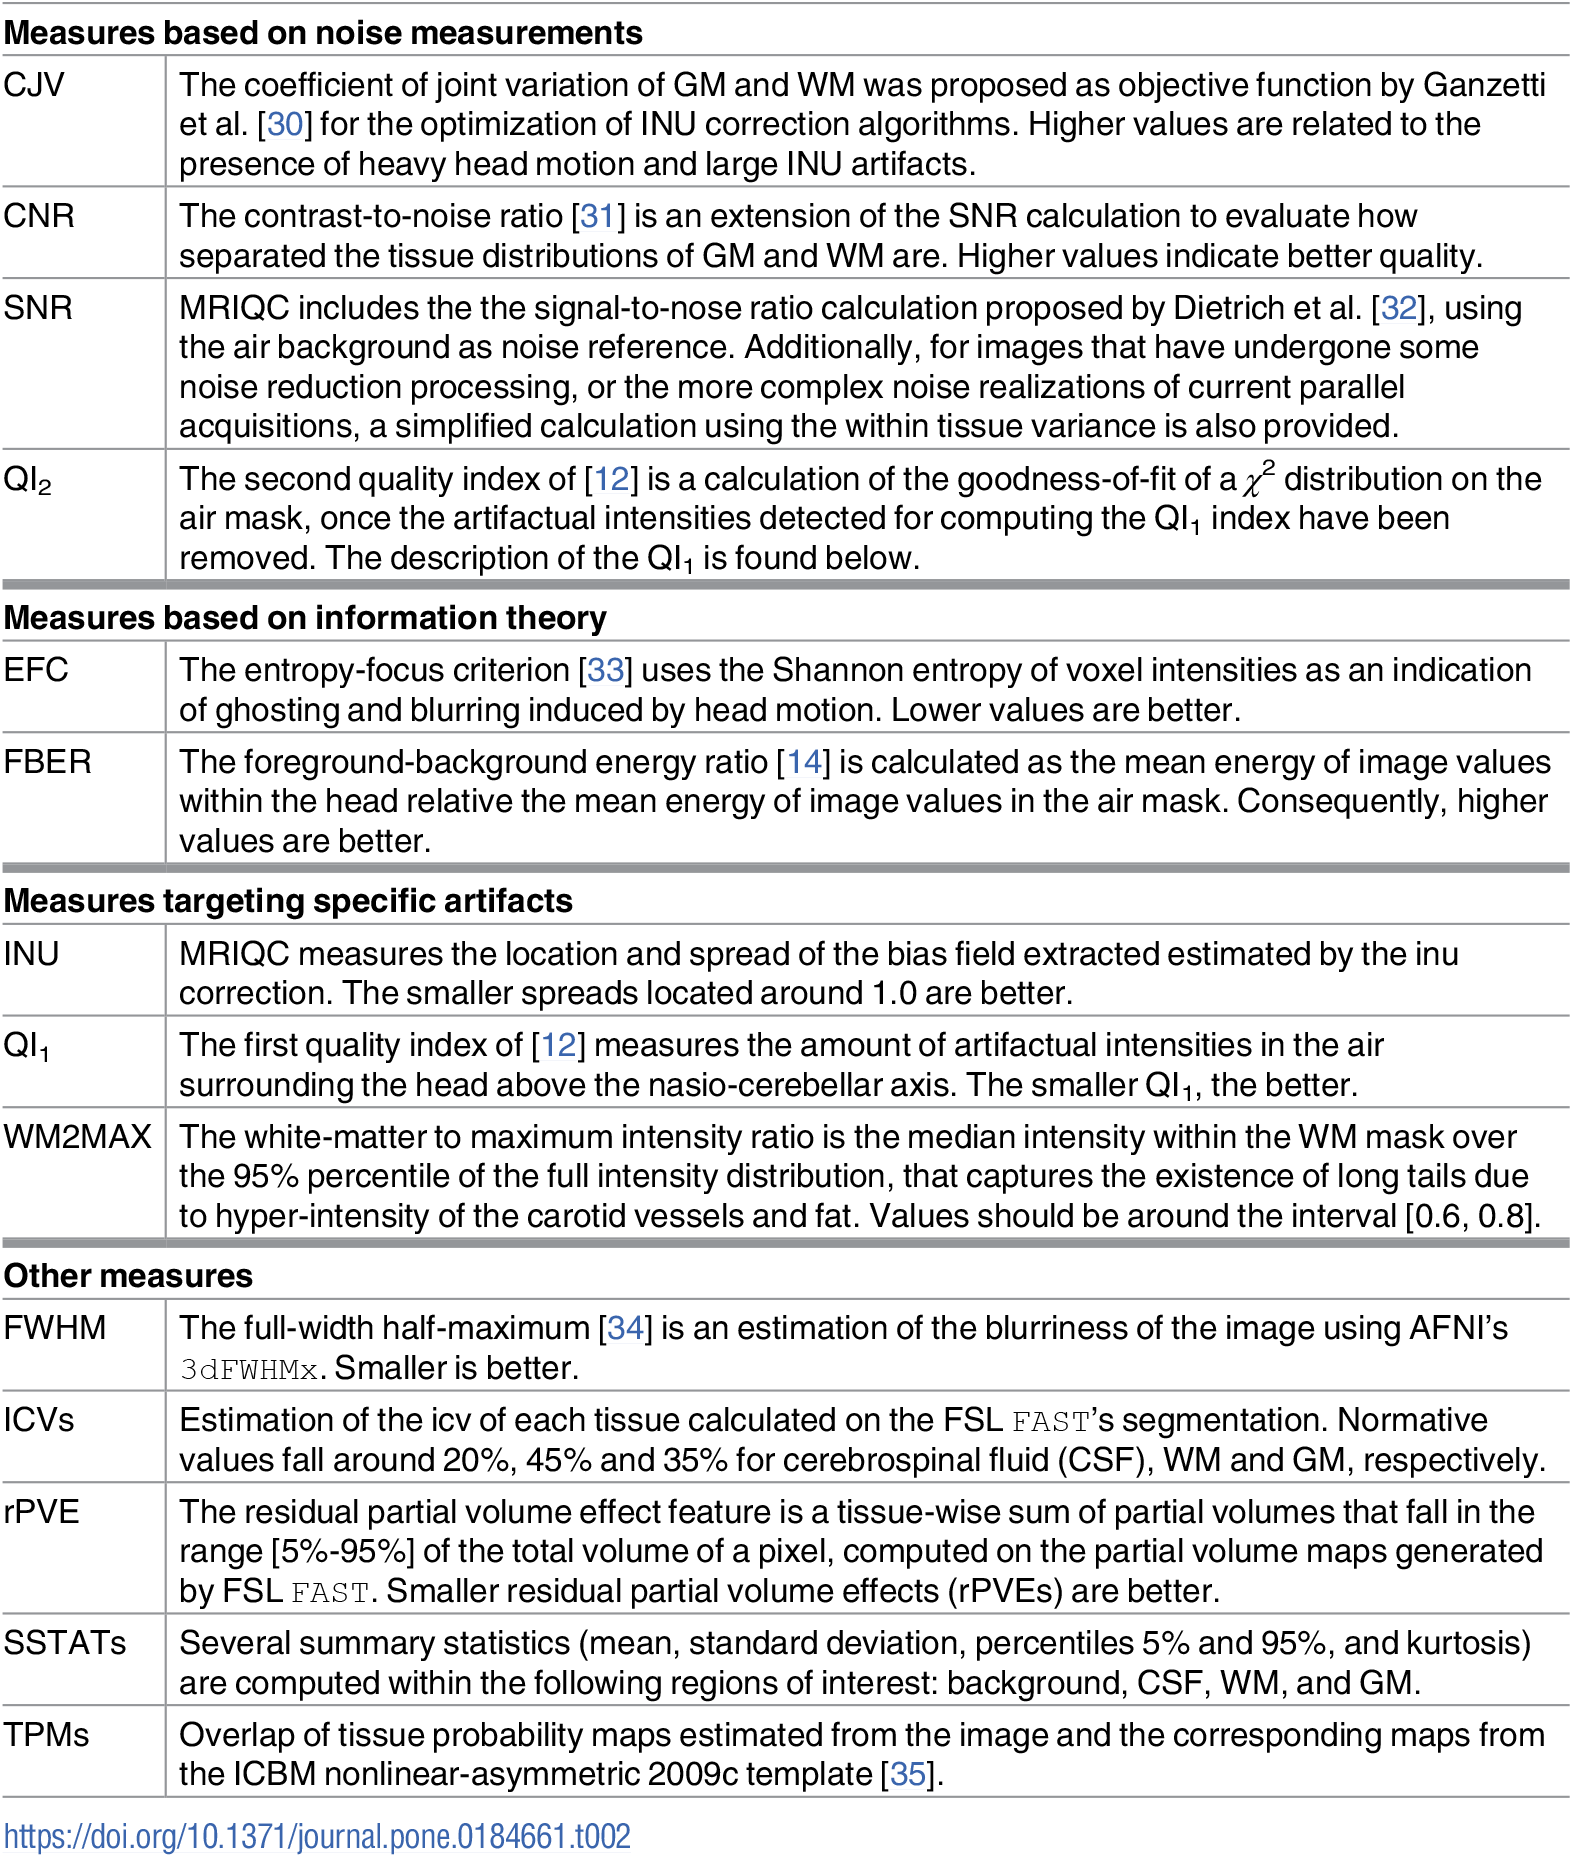 Measures based on noise measurements
CJV
The coefficient of joint variation of GM and WM was proposed as objective function by Ganzetti
et al. [30] for the optimization of INU correction algorithms. Higher values are related to the
presence of heavy head motion and large INU artifacts.
CNR
The contrast-to-noise ratio [31] is an extension of the SNR calculation to evaluate how
separated the tissue distributions of GM and WM are. Higher values indicate better quality.
SNR
MRIQC includes the the signal-to-nose ratio calculation proposed by Dietrich et al. [32], using
the air background as noise reference. Additionally, for images that have undergone some
noise reduction processing, or the more complex noise realizations of current parallel
acquisitions, a simplified calculation using the within tissue variance is also provided.
QI₂
The second quality index of [12] is a calculation of the goodness-of-fit of a χ² distribution on the
air mask, once the artifactual intensities detected for computing the QI₁ index have been
removed. The description of the QI₁ is found below.
Measures based on information theory
EFC
The entropy-focus criterion [33] uses the Shannon entropy of voxel intensities as an indication
of ghosting and blurring induced by head motion. Lower values are better.
FBER
The foreground-background energy ratio [14] is calculated as the mean energy of image values
within the head relative the mean energy of image values in the air mask. Consequently, higher
values are better.
Measures targeting specific artifacts
INU
MRIQC measures the location and spread of the bias field extracted estimated by the inu
correction. The smaller spreads located around 1.0 are better.
QI₁
The first quality index of [12] measures the amount of artifactual intensities in the air
surrounding the head above the nasio-cerebellar axis. The smaller QI₁, the better.
WM2MAX
The white-matter to maximum intensity ratio is the median intensity within the WM mask over
the 95% percentile of the full intensity distribution, that captures the existence of long tails due
to hyper-intensity of the carotid vessels and fat. Values should be around the interval [0.6, 0.8].
Other measures
FWHM
The full-width half-maximum [34] is an estimation of the blurriness of the image using AFNI’s
3dFWHMx. Smaller is better.
ICVs
Estimation of the icv of each tissue calculated on the FSL FAST’s segmentation. Normative
values fall around 20%, 45% and 35% for cerebrospinal fluid (CSF), WM and GM, respectively.
rPVE
The residual partial volume effect feature is a tissue-wise sum of partial volumes that fall in the
range [5%-95%] of the total volume of a pixel, computed on the partial volume maps generated
by FSL FAST. Smaller residual partial volume effects (rPVEs) are better.
SSTATs
Several summary statistics (mean, standard deviation, percentiles 5% and 95%, and kurtosis)
are computed within the following regions of interest: background, CSF, WM, and GM.
TPMs
Overlap of tissue probability maps estimated from the image and the corresponding maps from
the ICBM nonlinear-asymmetric 2009c template [35].
https://doi.org/10.1371/journal.pone.0184661.t002